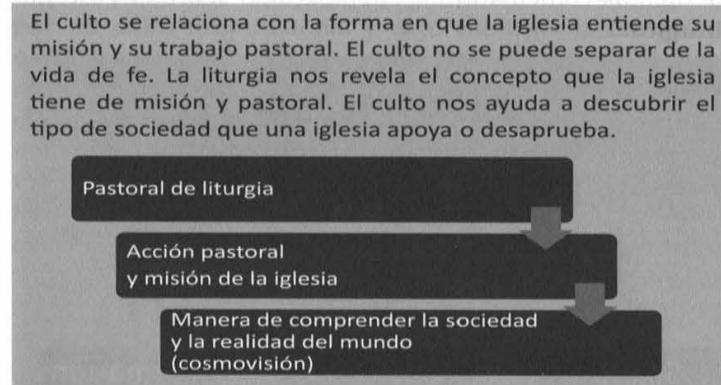 El culto se relaciona con la forma en que la iglesia entiende su
misión y su trabajo pastoral. El culto no se puede separar de la
vida de fe. La liturgia nos revela el concepto que la iglesia
tiene de misión y pastoral. El culto nos ayuda a descubrir el
tipo de sociedad que una iglesia apoya o desaprueba.
Pastoral de liturgia
Acción pastoral
y misión de la iglesia
Manera de comprender la sociedad
y la realidad del mundo
(cosmovisión)